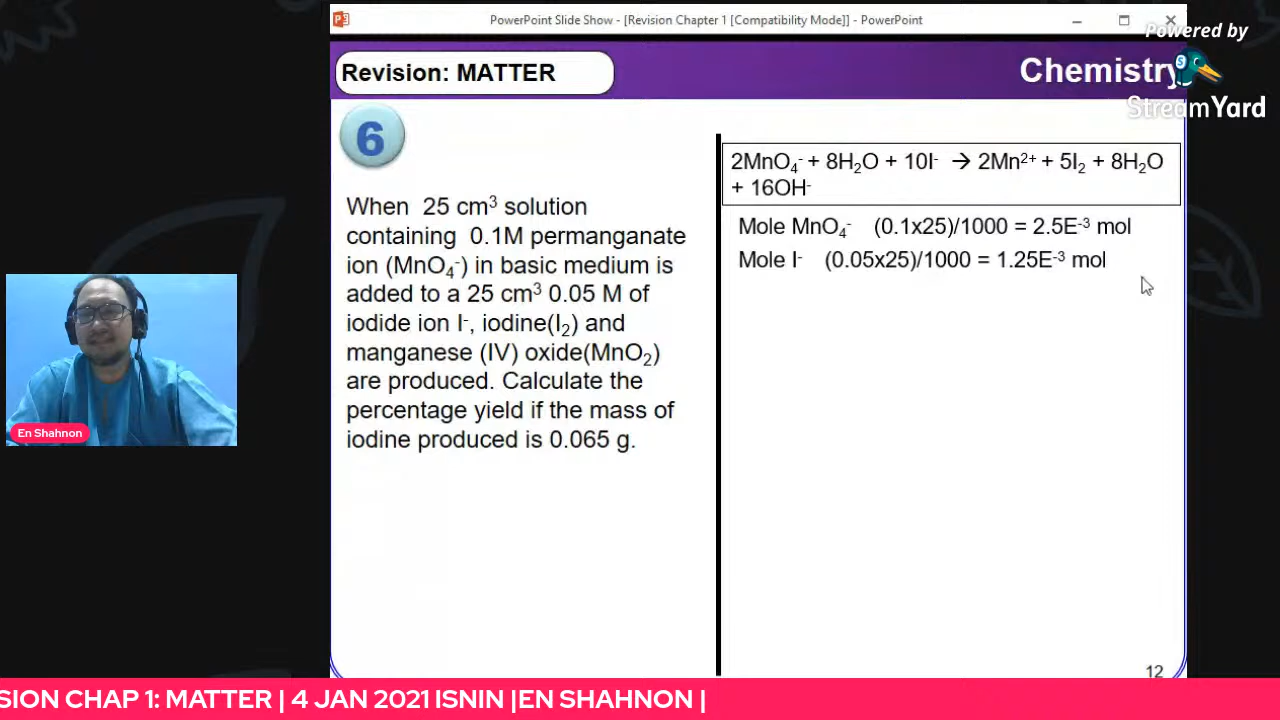 PowerPoint Slide Show - [Revision Chapter 1 [Compatibility Mode]] - PowerPoint
Powered by
StreamYard
Revision: MATTER
Chemistry
6
When 25 cm³ solution
containing 0.1M permanganate
ion (MnO₄⁻) in basic medium is
added to a 25 cm³ 0.05 M of
iodide ion I⁻, iodine(I₂) and
manganese (IV) oxide(MnO₂)
are produced. Calculate the
percentage yield if the mass of
iodine produced is 0.065 g.
2MnO₄⁻ + 8H₂O + 10I⁻ → 2Mn²⁺ + 5I₂ + 8H₂O
+ 16OH⁻
Mole MnO₄⁻ (0.1x25)/1000 = 2.5E⁻³ mol
Mole I⁻ (0.05x25)/1000 = 1.25E⁻³ mol
En Shahnon
12
SION CHAP 1: MATTER | 4 JAN 2021 ISNIN |EN SHAHNON |